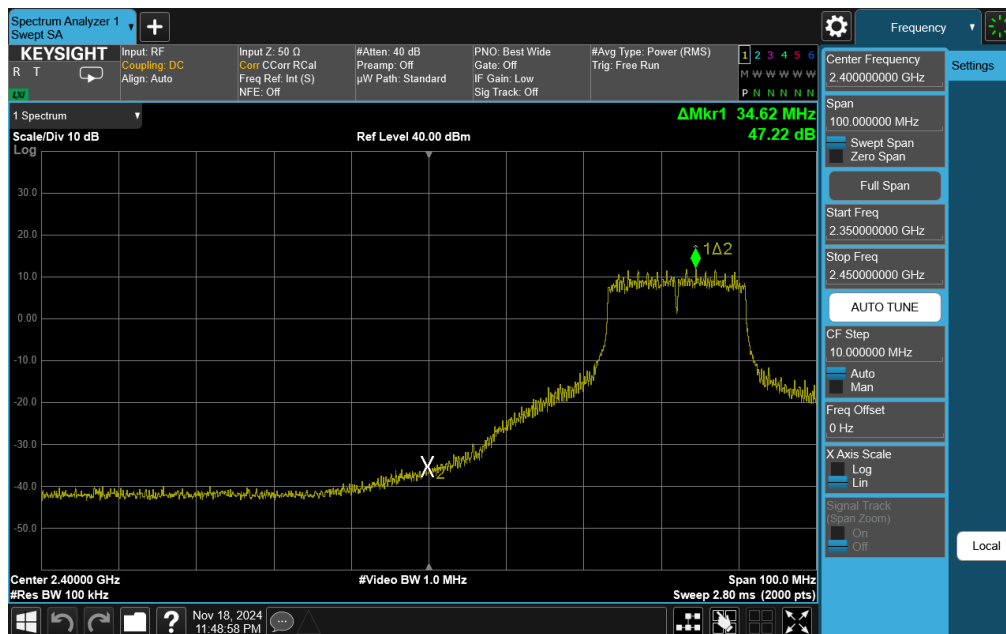 Spectrum Analyzer 1
Swept SA
+
Frequency
KEYSIGHT
R T
LXI
Input: RF
Coupling: DC
Align: Auto
Input Z: 50 Ω
Corr CCorr RCal
Freq Ref: Int (S)
NFE: Off
#Atten: 40 dB
Preamp: Off
µW Path: Standard
PNO: Best Wide
Gate: Off
IF Gain: Low
Sig Track: Off
#Avg Type: Power (RMS)
Trig: Free Run
1 2 3 4 5 6
M W W W W W
P N N N N N
1 Spectrum
Scale/Div 10 dB
Log
Ref Level 40.00 dBm
ΔMkr1 34.62 MHz
47.22 dB
30.0
20.0
10.0
0.00
-10.0
-20.0
-30.0
-40.0
-50.0
1Δ2
X2
Center 2.40000 GHz
#Res BW 100 kHz
#Video BW 1.0 MHz
Span 100.0 MHz
Sweep 2.80 ms (2000 pts)
Center Frequency
2.400000000 GHz
Span
100.000000 MHz
Swept Span
Zero Span
Full Span
Start Freq
2.350000000 GHz
Stop Freq
2.450000000 GHz
AUTO TUNE
CF Step
10.000000 MHz
Auto
Man
Freq Offset
0 Hz
X Axis Scale
Log
Lin
Signal Track
(Span Zoom)
On
Off
Settings
Local
?
Nov 18, 2024
11:48:58 PM